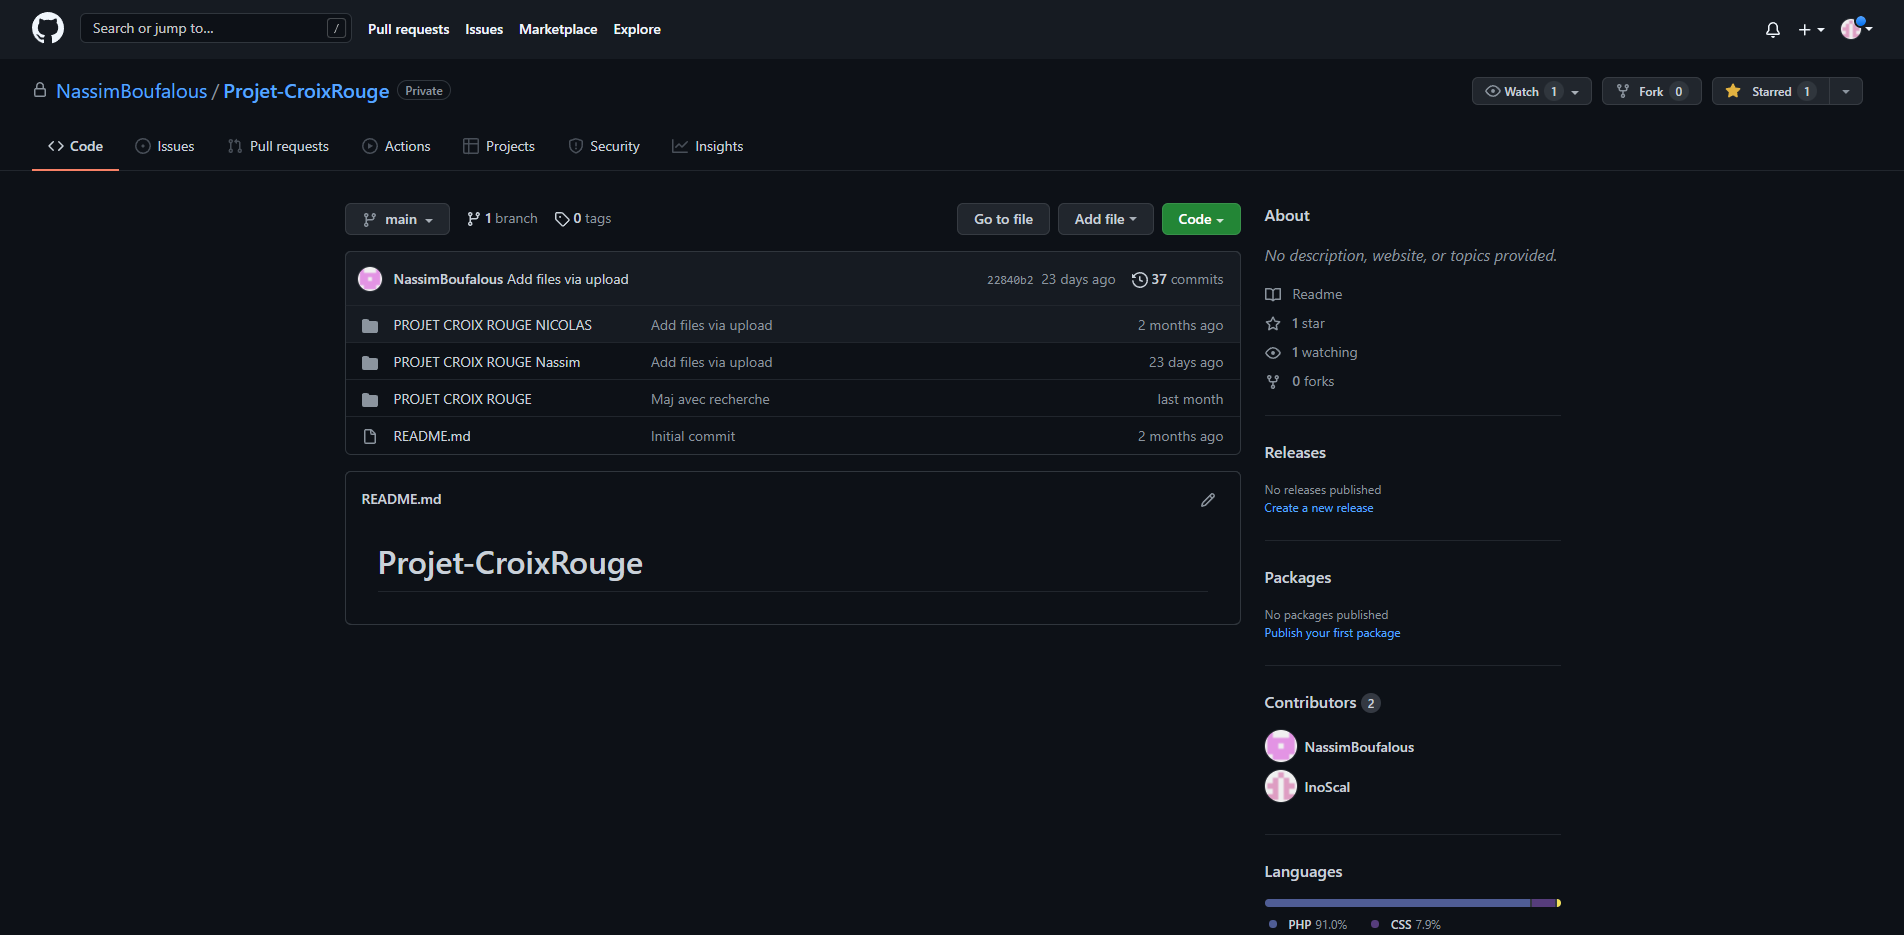 Search or jump to... / Pull requests Issues Marketplace Explore
NassimBoufalous / Projet-CroixRouge Private Watch 1 Fork 0 Starred 1
Code Issues Pull requests Actions Projects Security Insights
main 1 branch 0 tags Go to file Add file Code
NassimBoufalous Add files via upload 22840b2 23 days ago 37 commits
PROJET CROIX ROUGE NICOLAS Add files via upload 2 months ago
PROJET CROIX ROUGE Nassim Add files via upload 23 days ago
PROJET CROIX ROUGE Maj avec recherche last month
README.md Initial commit 2 months ago
README.md
Projet-CroixRouge
About
No description, website, or topics provided.
Readme
1 star
1 watching
0 forks
Releases
No releases published
Create a new release
Packages
No packages published
Publish your first package
Contributors 2
NassimBoufalous
InoScal
Languages
PHP 91.0% CSS 7.9%